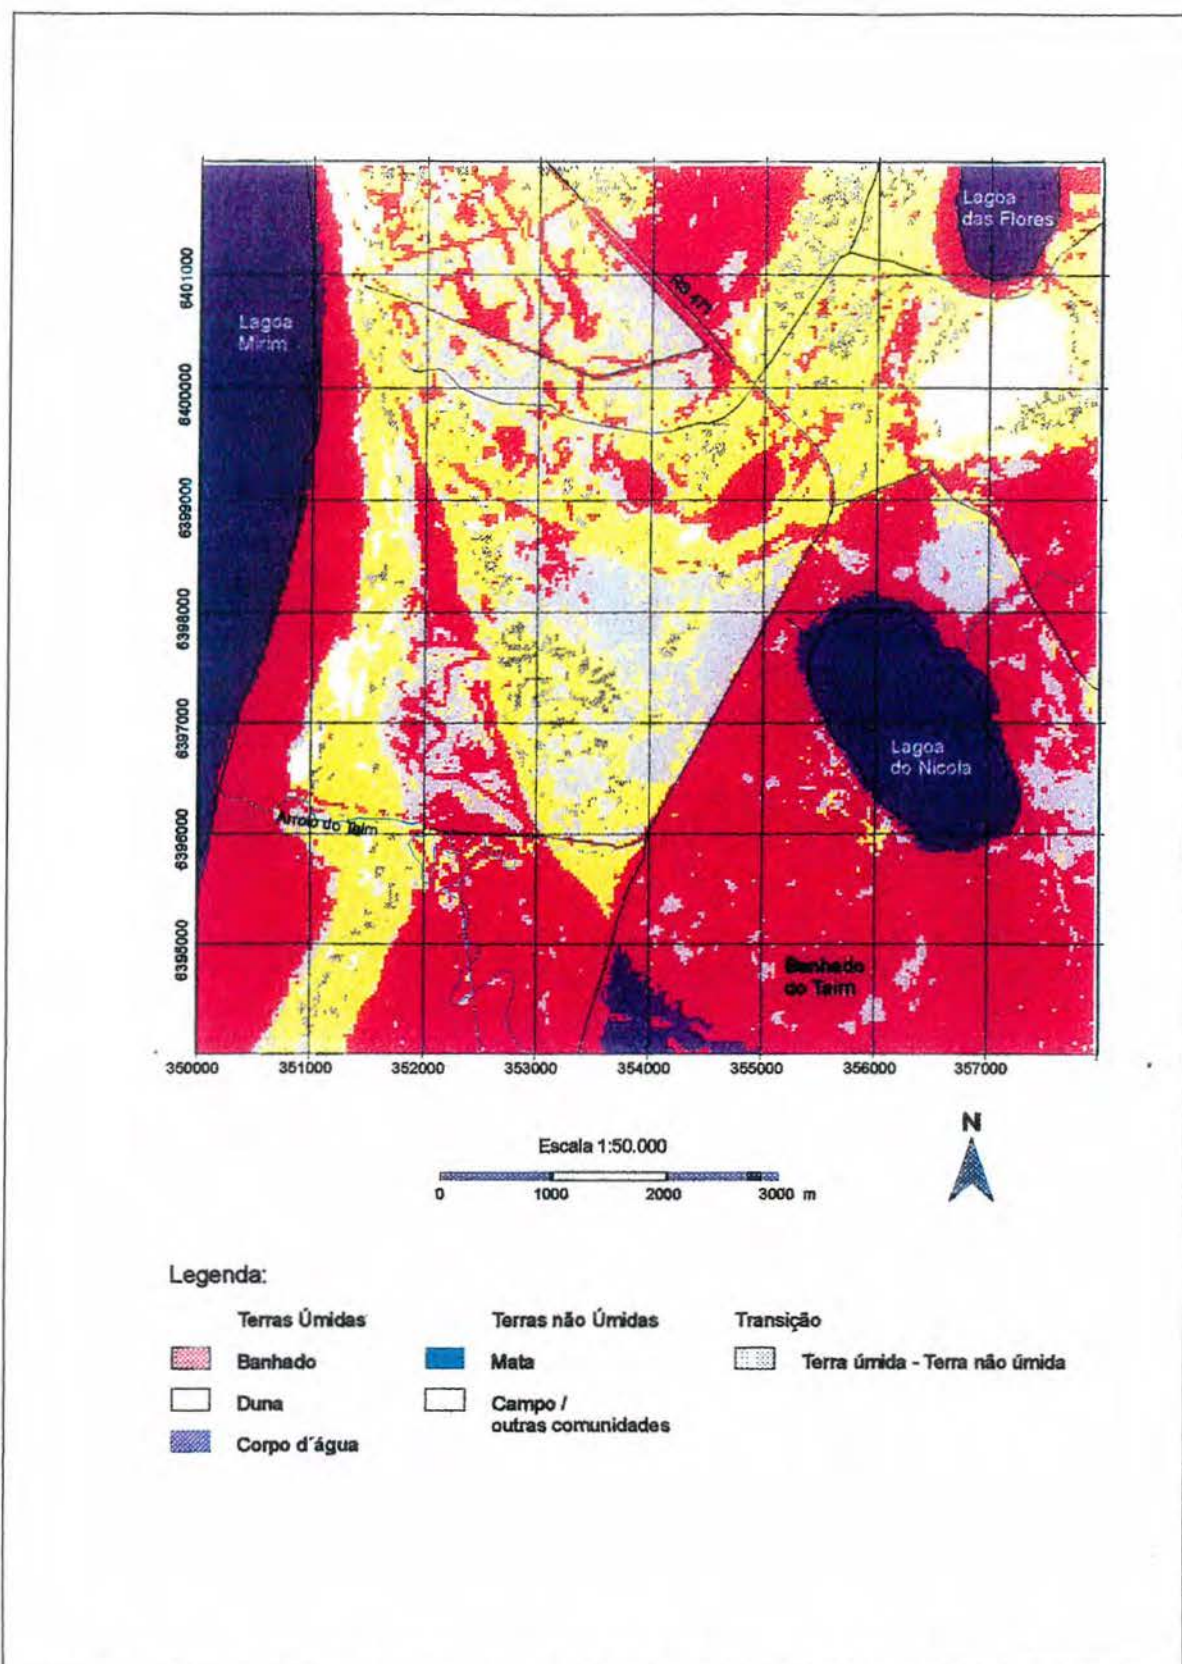 Lagoa
das Flores
RS 471
Lagoa
Mirim
Lagoa
do Nicola
Arroio do Taim
Banhado
do Taim
6401000
6400000
6399000
6398000
6397000
6396000
6395000
350000 351000 352000 353000 354000 355000 356000 357000
N
Escala 1:50.000
0 1000 2000 3000 m
Legenda:
Terras Úmidas Terras não Úmidas Transição
Banhado Mata Terra úmida - Terra não úmida
Duna Campo /
outras comunidades
Corpo d´água